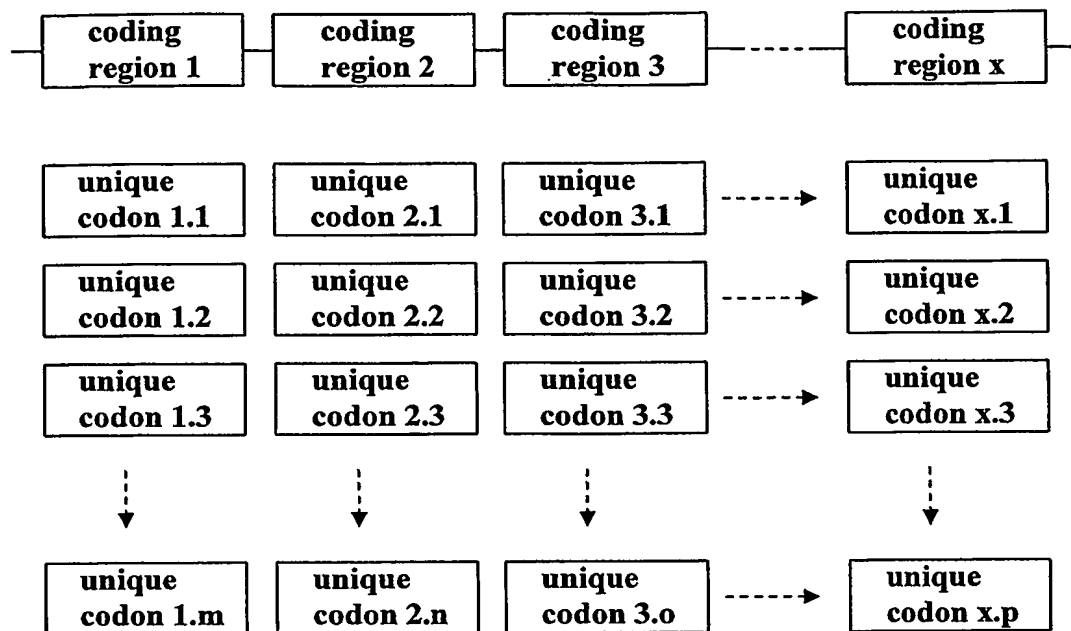 coding
region 1
coding
region 2
coding
region 3
coding
region x
unique
codon 1.1
unique
codon 2.1
unique
codon 3.1
unique
codon x.1
unique
codon 1.2
unique
codon 2.2
unique
codon 3.2
unique
codon x.2
unique
codon 1.3
unique
codon 2.3
unique
codon 3.3
unique
codon x.3
unique
codon 1.m
unique
codon 2.n
unique
codon 3.o
unique
codon x.p